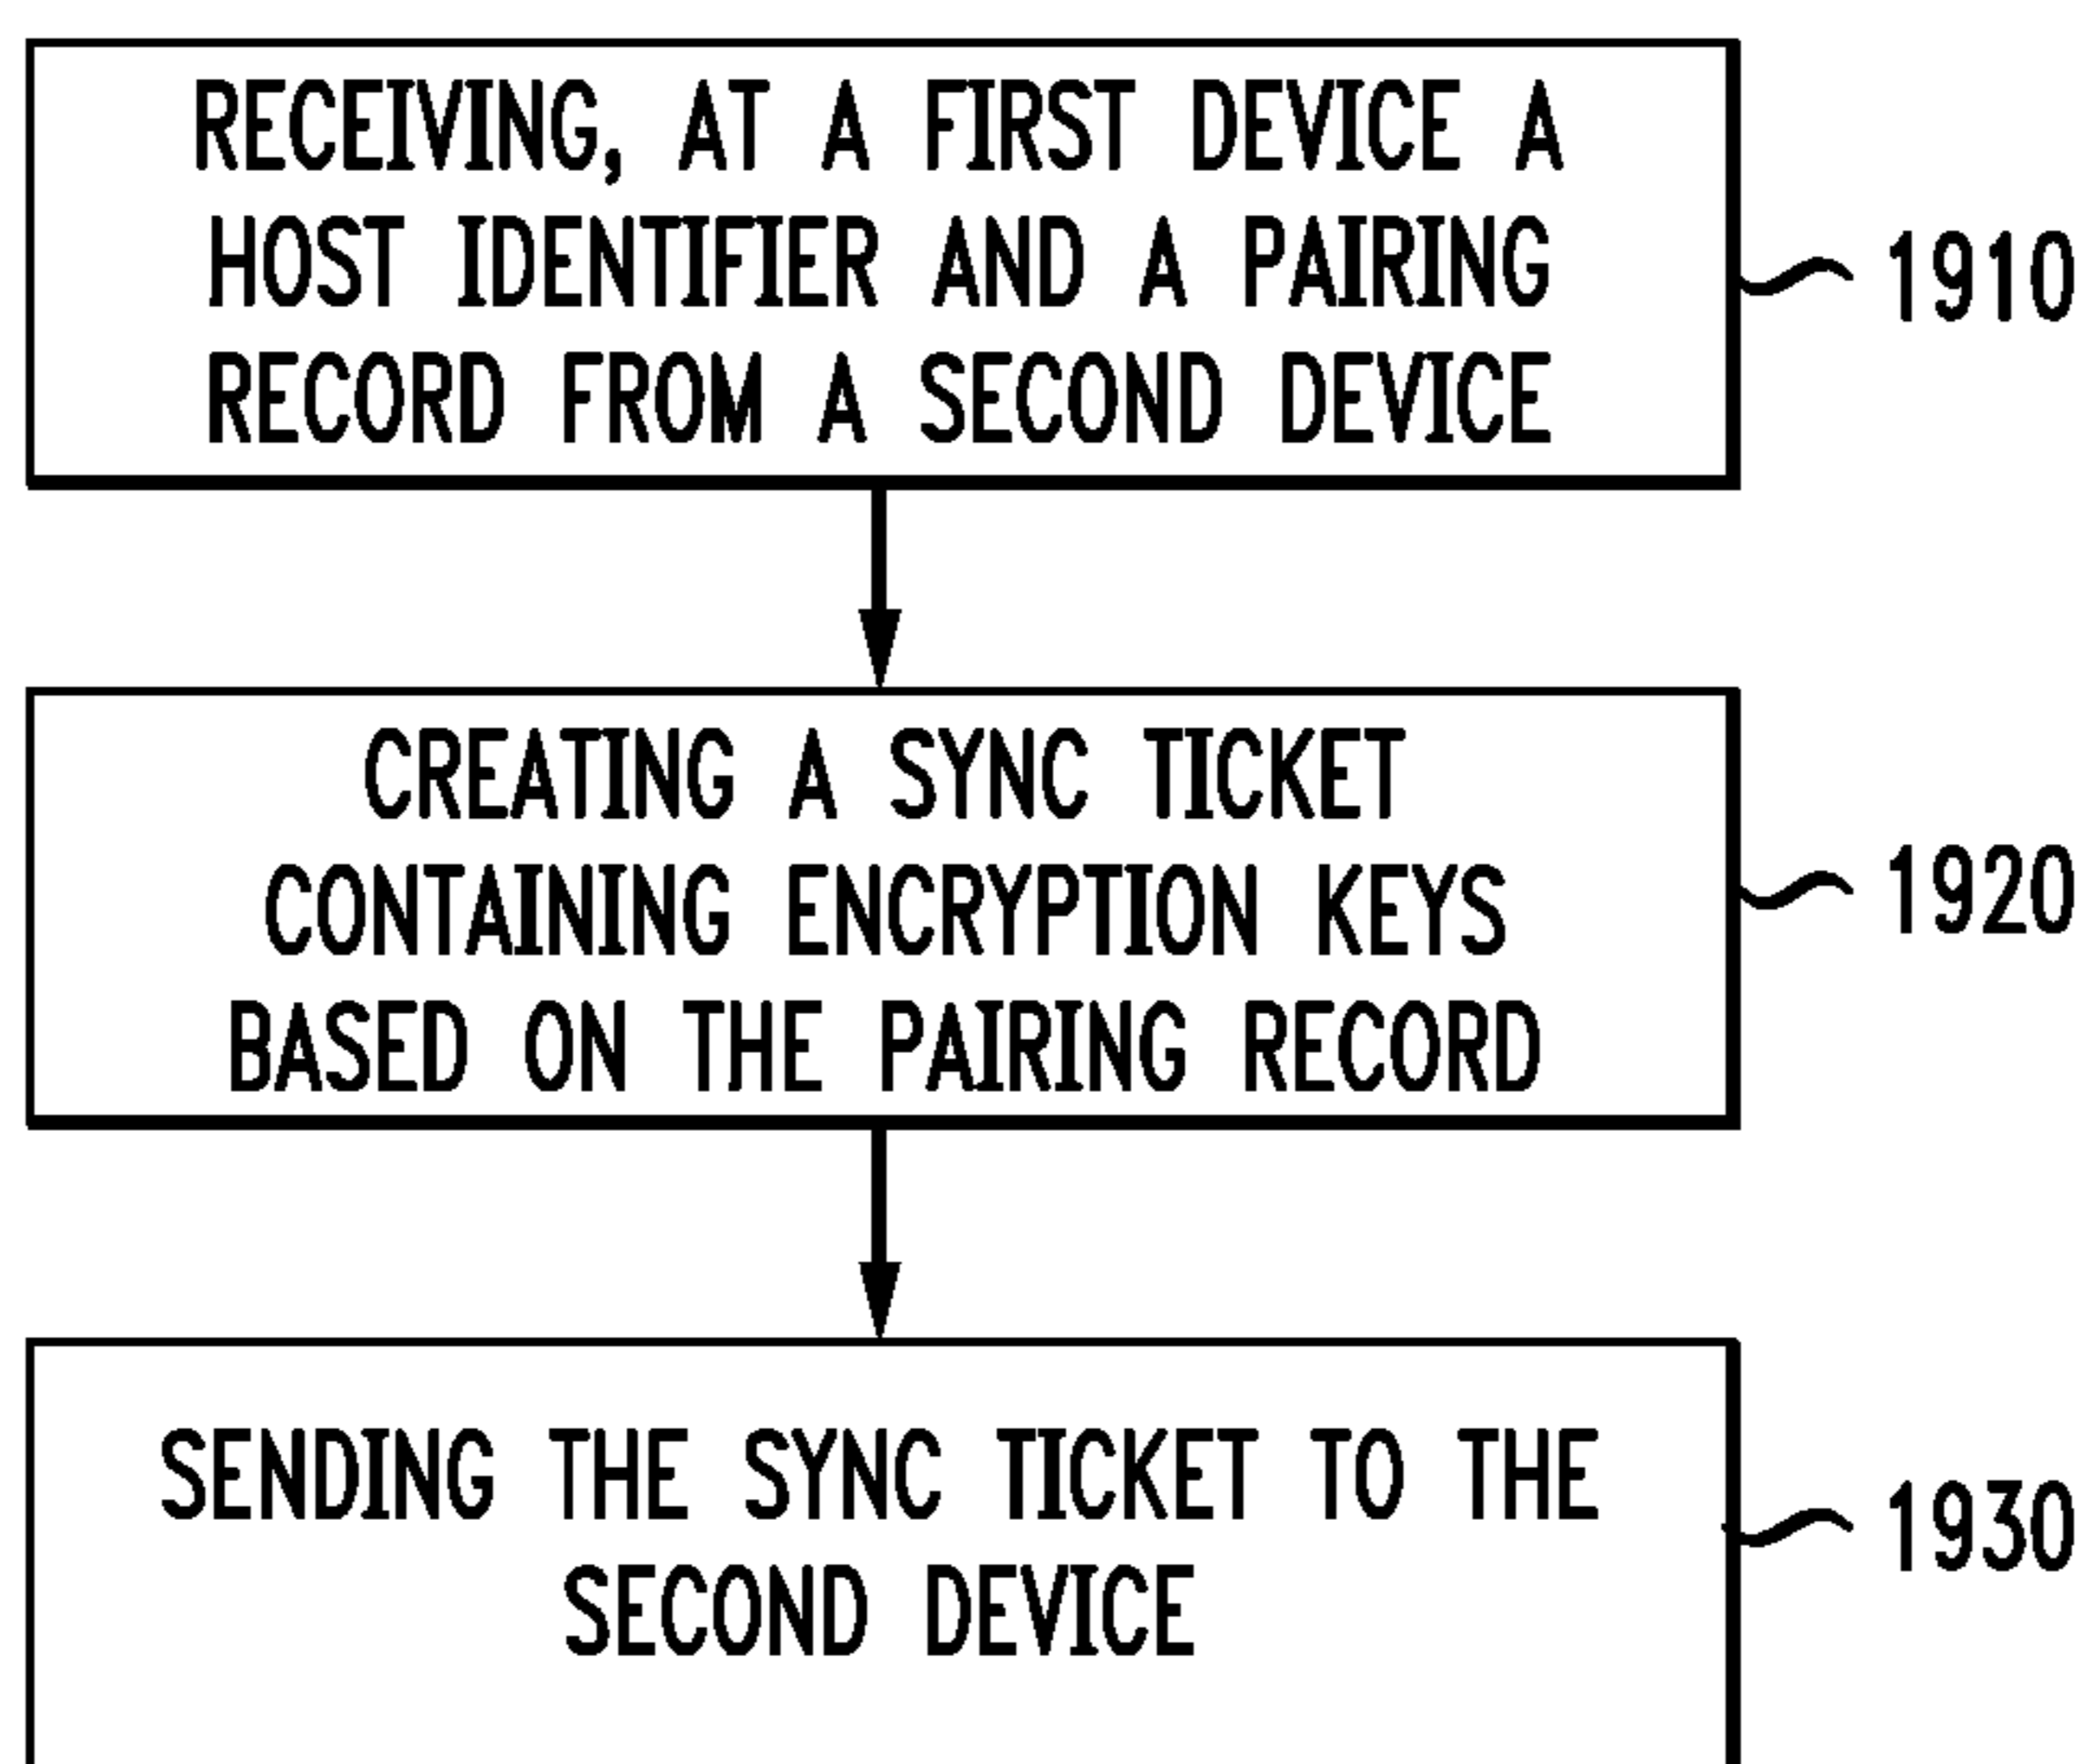 RECEIVING, AT A FIRST DEVICE A
HOST IDENTIFIER AND A PAIRING
RECORD FROM A SECOND DEVICE
1910
CREATING A SYNC TICKET
CONTAINING ENCRYPTION KEYS
BASED ON THE PAIRING RECORD
1920
SENDING THE SYNC TICKET TO THE
SECOND DEVICE
1930